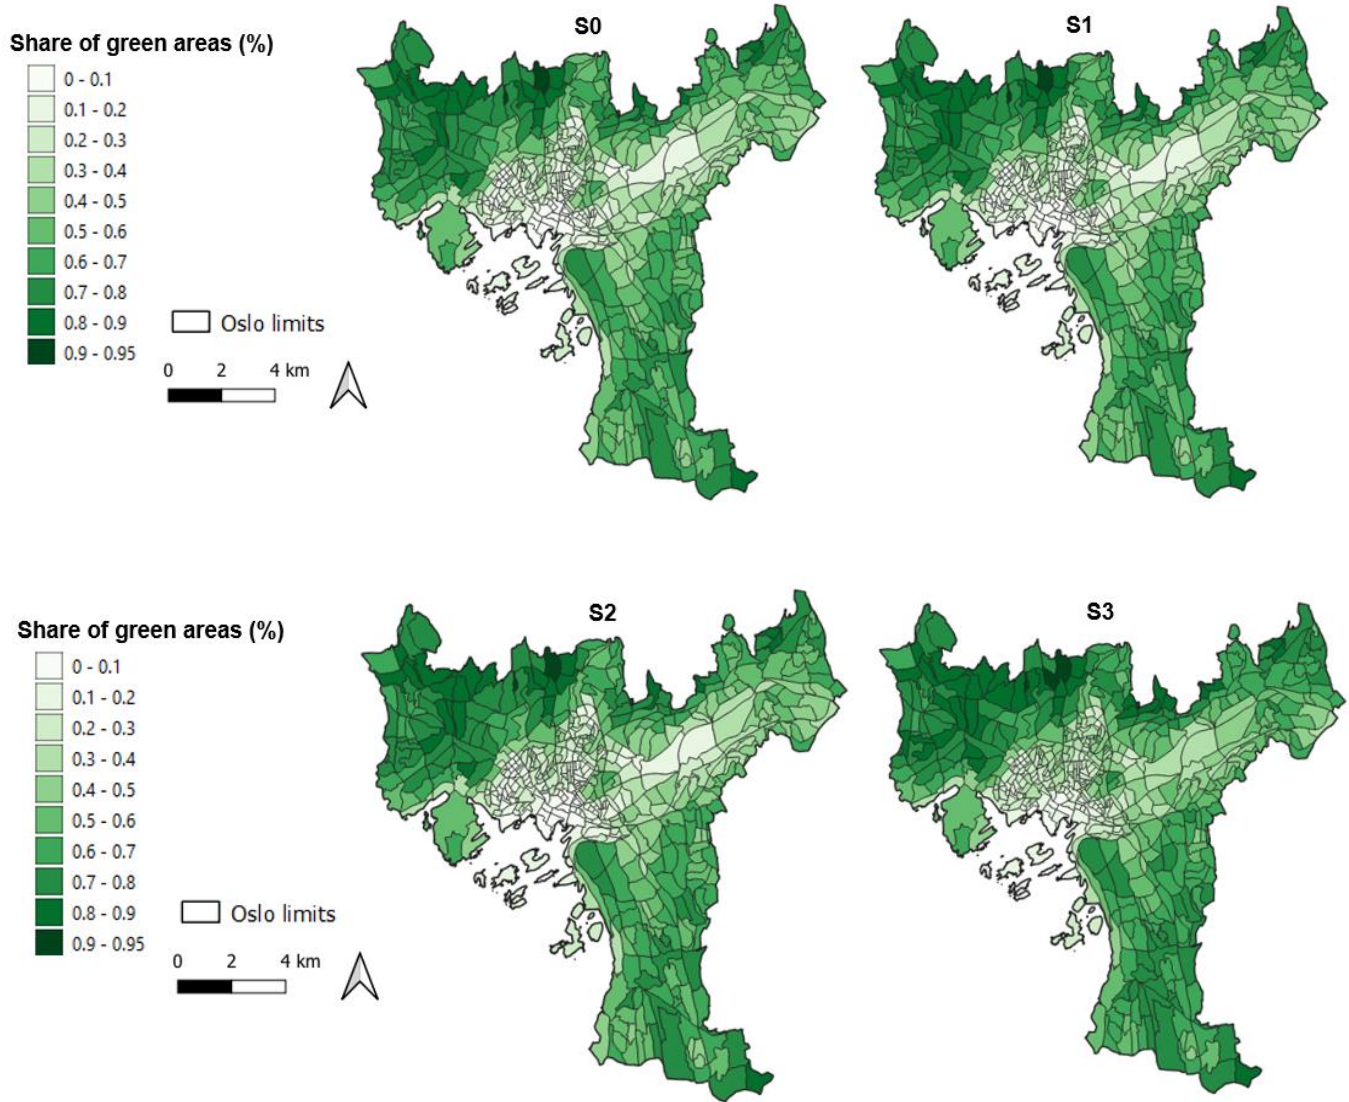 S0
S1
Share of green areas (%)
0 - 0.1
0.1 - 0.2
0.2 - 0.3
0.3 - 0.4
0.4 - 0.5
0.5 - 0.6
0.6 - 0.7
0.7 - 0.8
0.8 - 0.9
0.9 - 0.95
Oslo limits
0 2 4 km
S2
S3
Share of green areas (%)
0 - 0.1
0.1 - 0.2
0.2 - 0.3
0.3 - 0.4
0.4 - 0.5
0.5 - 0.6
0.6 - 0.7
0.7 - 0.8
0.8 - 0.9
0.9 - 0.95
Oslo limits
0 2 4 km